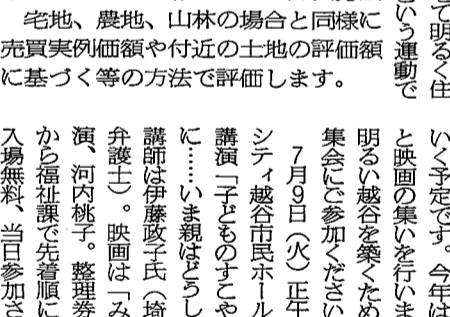 宅地、農地、山林の場合と同様に
売買実例価額や付近の土地の評価額
に基づく等の方法で評価します。
て明るく住
いう運動で
いく予定です。今年は
と映画の集いを行いま
明るい越谷を築くため
集会にご参加ください
７月９日（火）正午
シティ越谷市民ホール
講演「子どものすこや
に……いま親はどうし
講師は伊藤政子氏（埼
弁護士）。映画は「み
演、河内桃子。整理券
から福祉課で先着順に
入場無料、当日参加さ